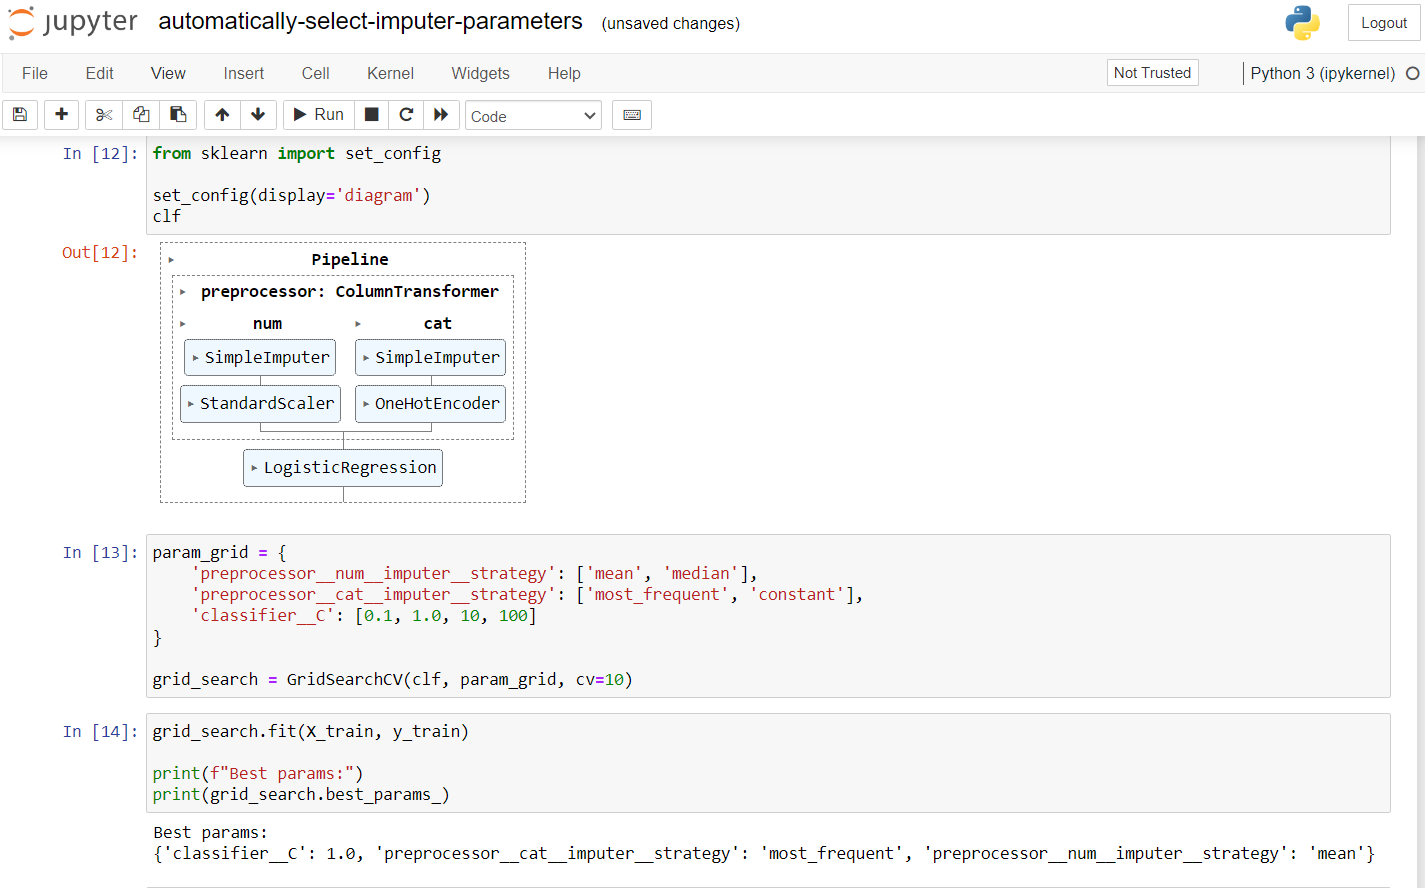 jupyter automatically-select-imputer-parameters (unsaved changes) Logout
File Edit View Insert Cell Kernel Widgets Help Not Trusted Python 3 (ipykernel)
Run Code
In [12]: from sklearn import set_config
set_config(display='diagram')
clf
Out[12]:
Pipeline
preprocessor: ColumnTransformer
num cat
SimpleImputer SimpleImputer
StandardScaler OneHotEncoder
LogisticRegression
In [13]: param_grid = {
'preprocessor__num__imputer__strategy': ['mean', 'median'],
'preprocessor__cat__imputer__strategy': ['most_frequent', 'constant'],
'classifier__C': [0.1, 1.0, 10, 100]
}
grid_search = GridSearchCV(clf, param_grid, cv=10)
In [14]: grid_search.fit(X_train, y_train)
print(f"Best params:")
print(grid_search.best_params_)
Best params:
{'classifier__C': 1.0, 'preprocessor__cat__imputer__strategy': 'most_frequent', 'preprocessor__num__imputer__strategy': 'mean'}